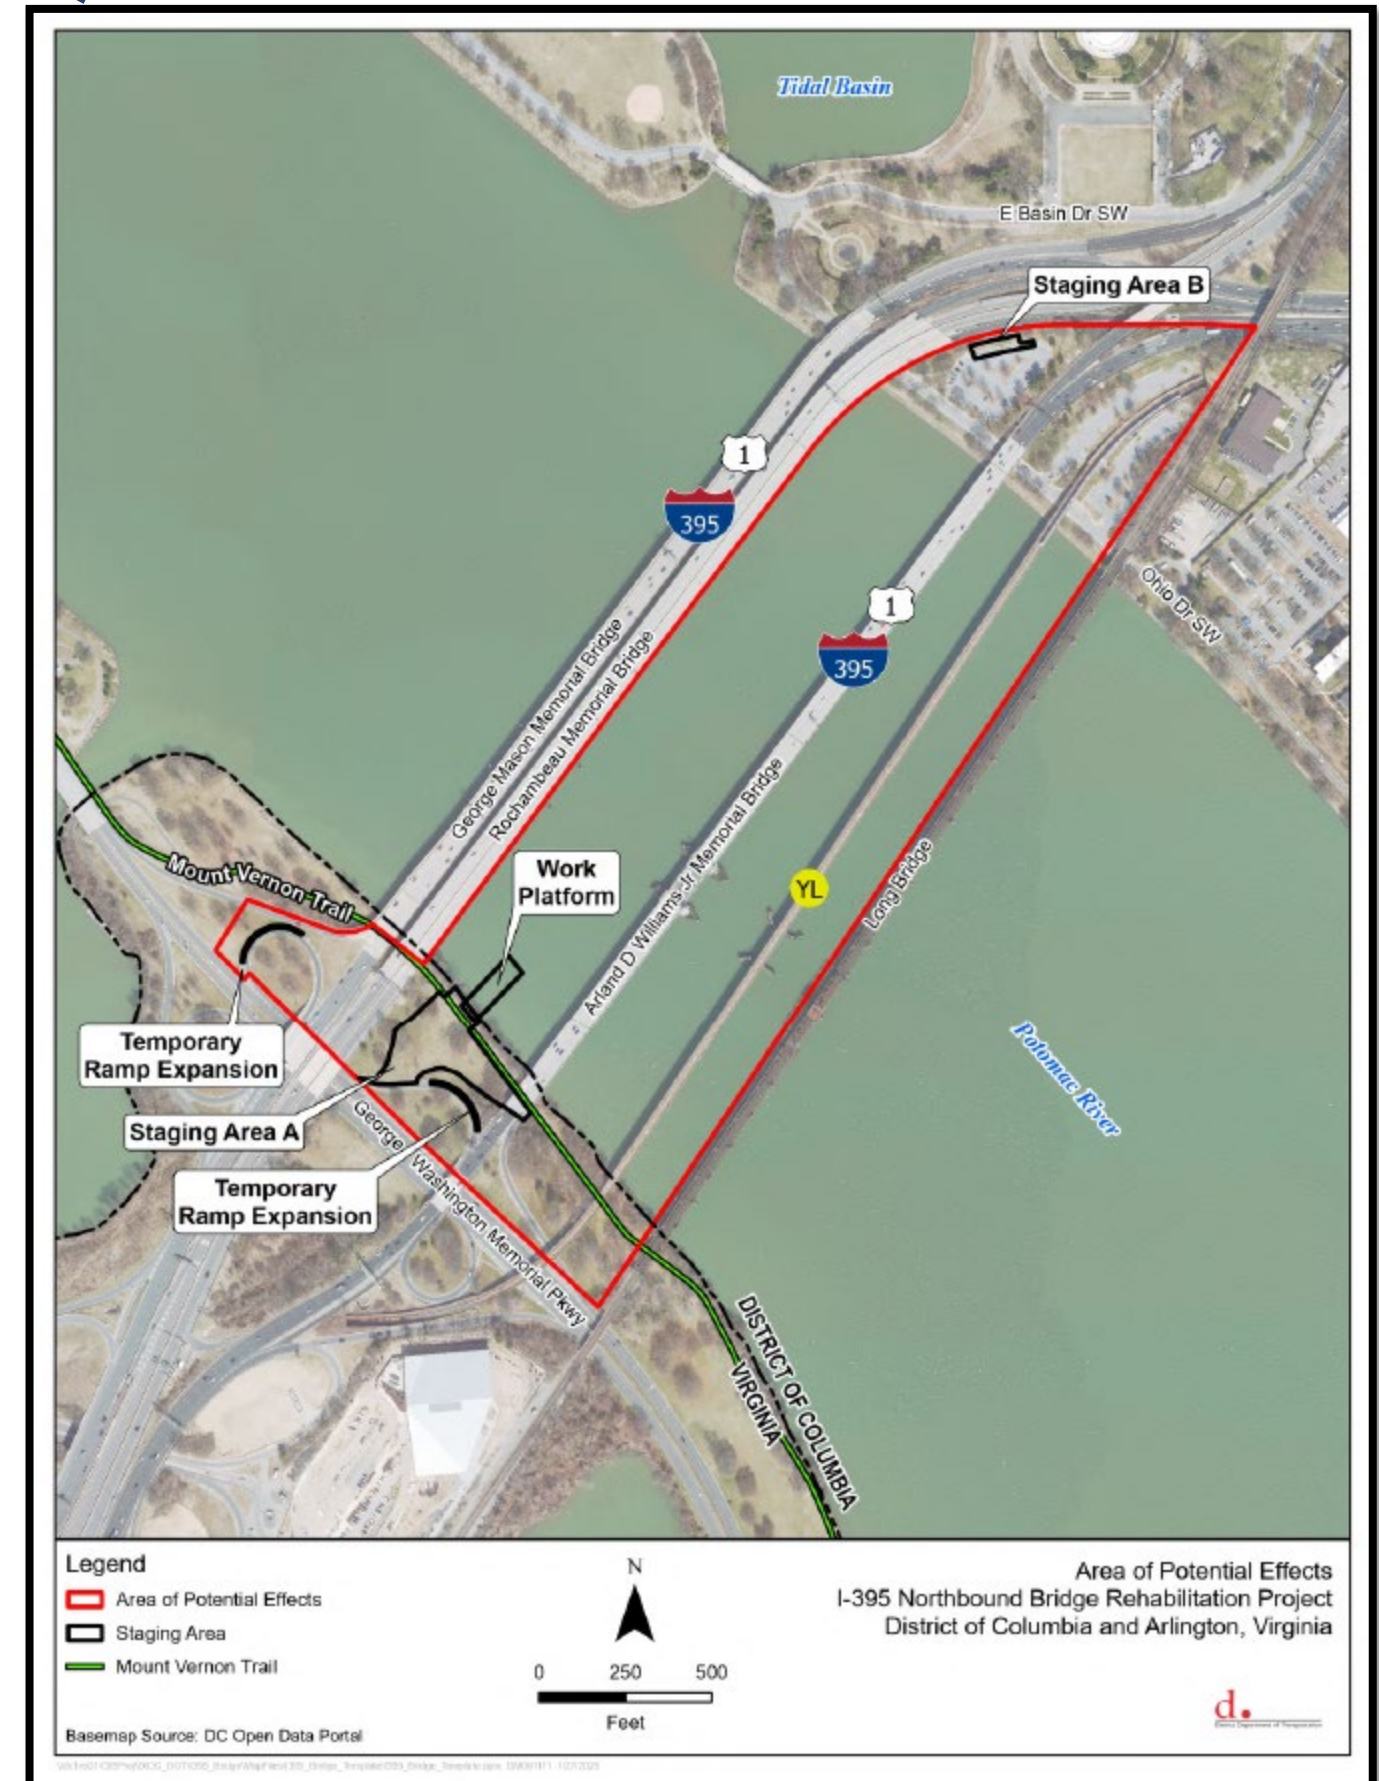 Tidal Basin
E Basin Dr SW
Staging Area B
1
395
1
395
Ohio Dr SW
George Mason Memorial Bridge
Rochambeau Memorial Bridge
Arland D Williams Jr Memorial Bridge
YL
Long Bridge
Mount Vernon Trail
Work
Platform
Potomac River
Temporary
Ramp Expansion
Staging Area A
Temporary
Ramp Expansion
George Washington Memorial Pkwy
DISTRICT OF COLUMBIA
VIRGINIA
Legend
Area of Potential Effects
Staging Area
Mount Vernon Trail
Basemap Source: DC Open Data Portal
N
0 250 500
Feet
Area of Potential Effects
I-395 Northbound Bridge Rehabilitation Project
District of Columbia and Arlington, Virginia
d.